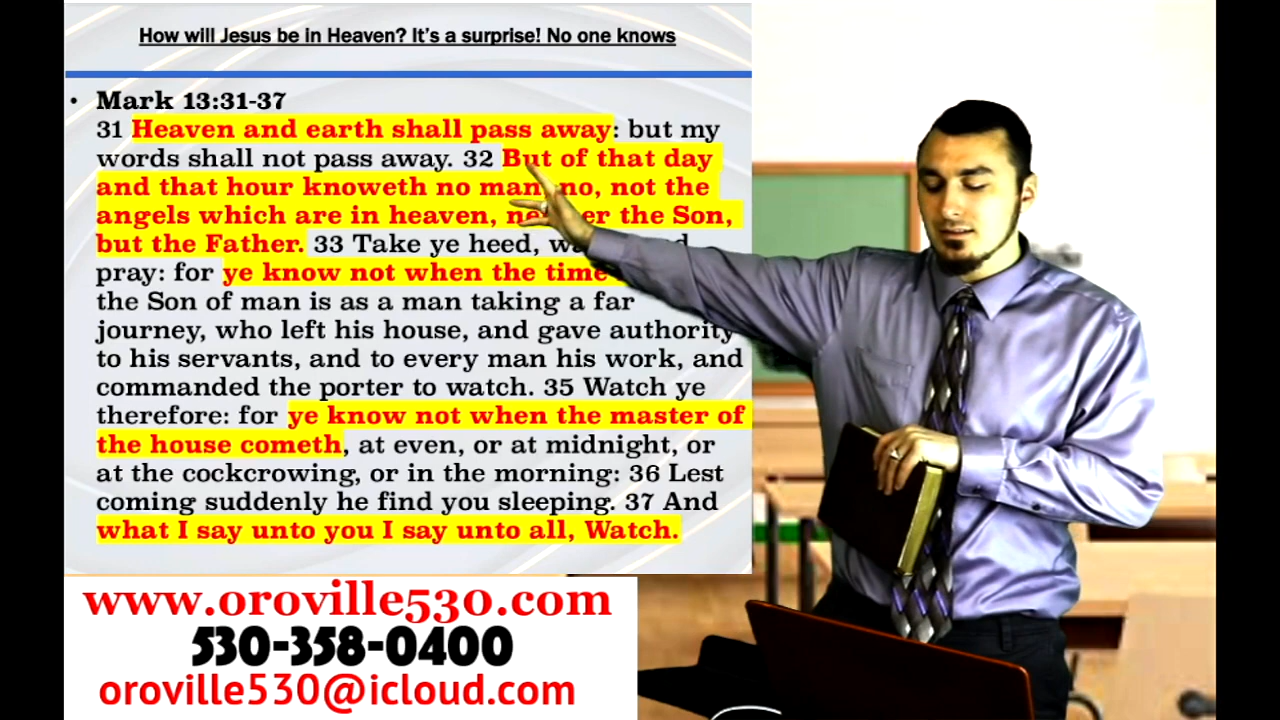 How will Jesus be in Heaven? It's a surprise! No one knows
• Mark 13:31-37
31 Heaven and earth shall pass away: but my
words shall not pass away. 32 But of that day
and that hour knoweth no man, no, not the
angels which are in heaven, the Son,
but the Father. 33 Take ye heed,
pray: for ye know not when the time
the Son of man is as a man taking a far
journey, who left his house, and gave authority
to his servants, and to every man his work, and
commanded the porter to watch. 35 Watch ye
therefore: for ye know not when the master of
the house cometh, at even, or at midnight, or
at the cockcrowing, or in the morning: 36 Lest
coming suddenly he find you sleeping. 37 And
what I say unto you I say unto all, Watch.
www.oroville530.com
530-358-0400
oroville530@icloud.com